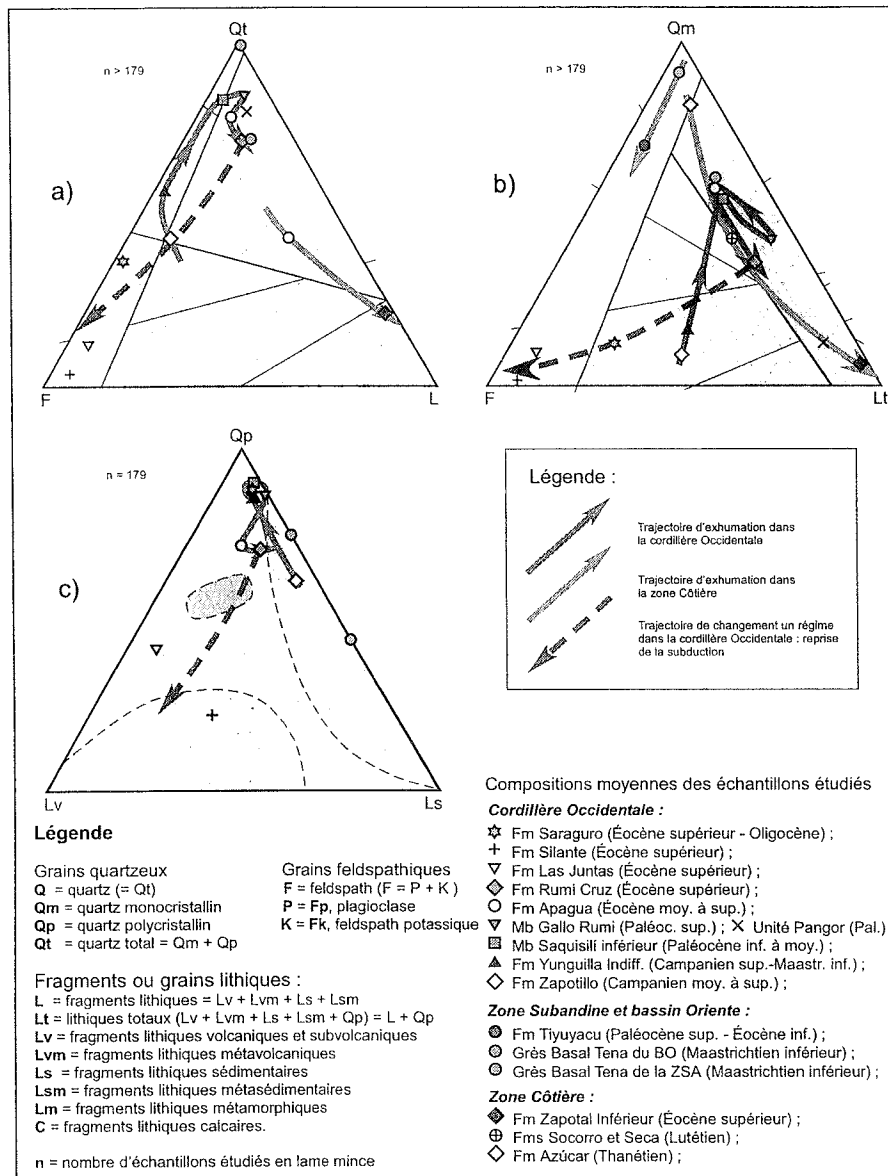 Qt
n > 179
a)
F
L
Qm
n > 179
b)
F
Lt
Qp
n = 179
c)
Lv
Ls
Légende :
Trajectoire d'exhumation dans
la cordillère Occidentale
Trajectoire d'exhumation dans
la zone Côtière
Trajectoire de changement un régime
dans la cordillère Occidentale : reprise
de la subduction
Légende
Grains quartzeux
Q = quartz (= Qt)
Qm = quartz monocristallin
Qp = quartz polycristallin
Qt = quartz total = Qm + Qp
Grains feldspathiques
F = feldspath (F = P + K )
P = Fp, plagioclase
K = Fk, feldspath potassique
Fragments ou grains lithiques :
L = fragments lithiques = Lv + Lvm + Ls + Lsm
Lt = lithiques totaux (Lv + Lvm + Ls + Lsm + Qp) = L + Qp
Lv = fragments lithiques volcaniques et subvolcaniques
Lvm = fragments lithiques métavolcaniques
Ls = fragments lithiques sédimentaires
Lsm = fragments lithiques métasédimentaires
Lm = fragments lithiques métamorphiques
C = fragments lithiques calcaires.
n = nombre d'échantillons étudiés en lame mince
Compositions moyennes des échantillons étudiés
Cordillère Occidentale :
Fm Saraguro (Éocène supérieur - Oligocène) ;
Fm Silante (Éocène supérieur) ;
Fm Las Juntas (Éocène supérieur) ;
Fm Rumi Cruz (Éocène supérieur) ;
Fm Apagua (Éocène moy. à sup.) ;
Mb Gallo Rumi (Paléoc. sup.) ; Unité Pangor (Pal.)
Mb Saquisilí inférieur (Paléocène inf. à moy.) ;
Fm Yunguilla Indiff. (Campanien sup.-Maastr. inf.) ;
Fm Zapotillo (Campanien moy. à sup.) ;
Zone Subandine et bassin Oriente :
Fm Tiyuyacu (Paléocène sup. - Éocène inf.) ;
Grès Basal Tena du BO (Maastrichtien inférieur) ;
Grès Basal Tena de la ZSA (Maastrichtien inférieur) ;
Zone Côtière :
Fm Zapotal Inférieur (Éocène supérieur) ;
Fms Socorro et Seca (Lutétien) ;
Fm Azúcar (Thanétien) ;